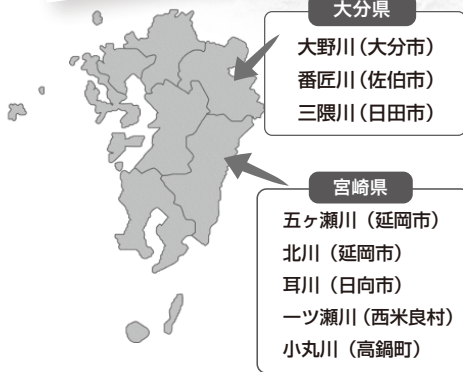 大分県
大野川（大分市）
番匠川（佐伯市）
三隈川（日田市）
宮崎県
五ヶ瀬川（延岡市）
北川（延岡市）
耳川（日向市）
一ツ瀬川（西米良村）
小丸川（高鍋町）